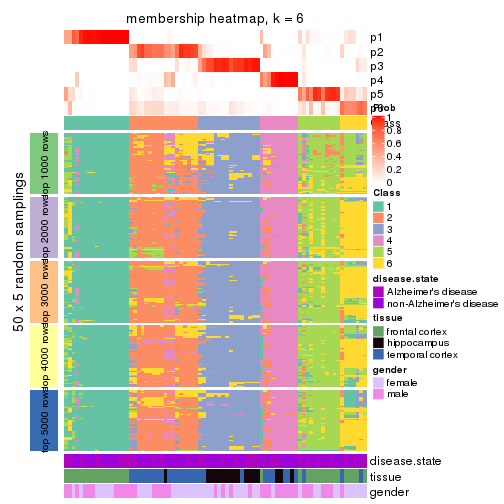 membership heatmap, k = 6
p1
p2
p3
p4
p5
Prob
1
0.8
0.6
0.4
0.2
0
Class
1
2
3
4
5
6
disease.state
Alzheimer's disease
non-Alzheimer's disease
tissue
frontal cortex
hippocampus
temporal cortex
gender
female
male
50 x 5 random samplings
top 1000 rows
top 2000 rows
top 3000 rows
top 4000 rows
top 5000 rows
disease.state
tissue
gender